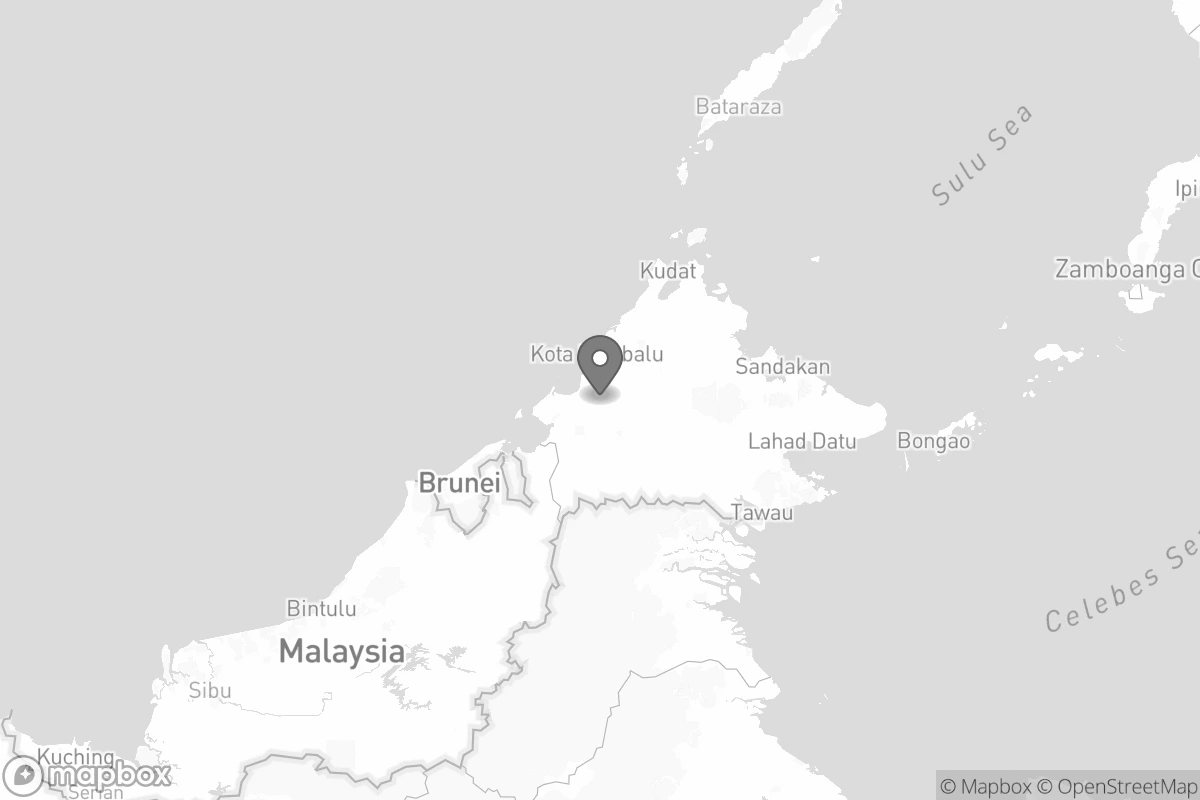 Bataraza
Sulu Sea
Ipi
Kudat
Zamboanga C
Kota balu
Sandakan
Lahad Datu
Bongao
Brunei
Tawau
Celebes Se
Bintulu
Malaysia
Sibu
Kuching
mapbox
Serian
© Mapbox © OpenStreetMap